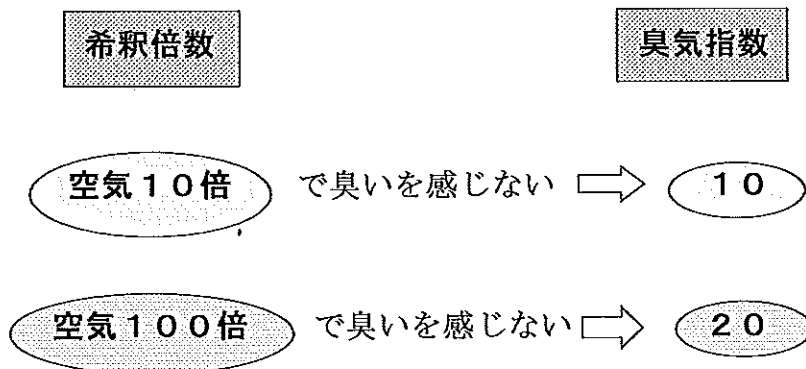 希釈倍数 臭気指数
空気１０倍 で臭いを感じない ⇨ １０
空気１００倍 で臭いを感じない ⇨ ２０